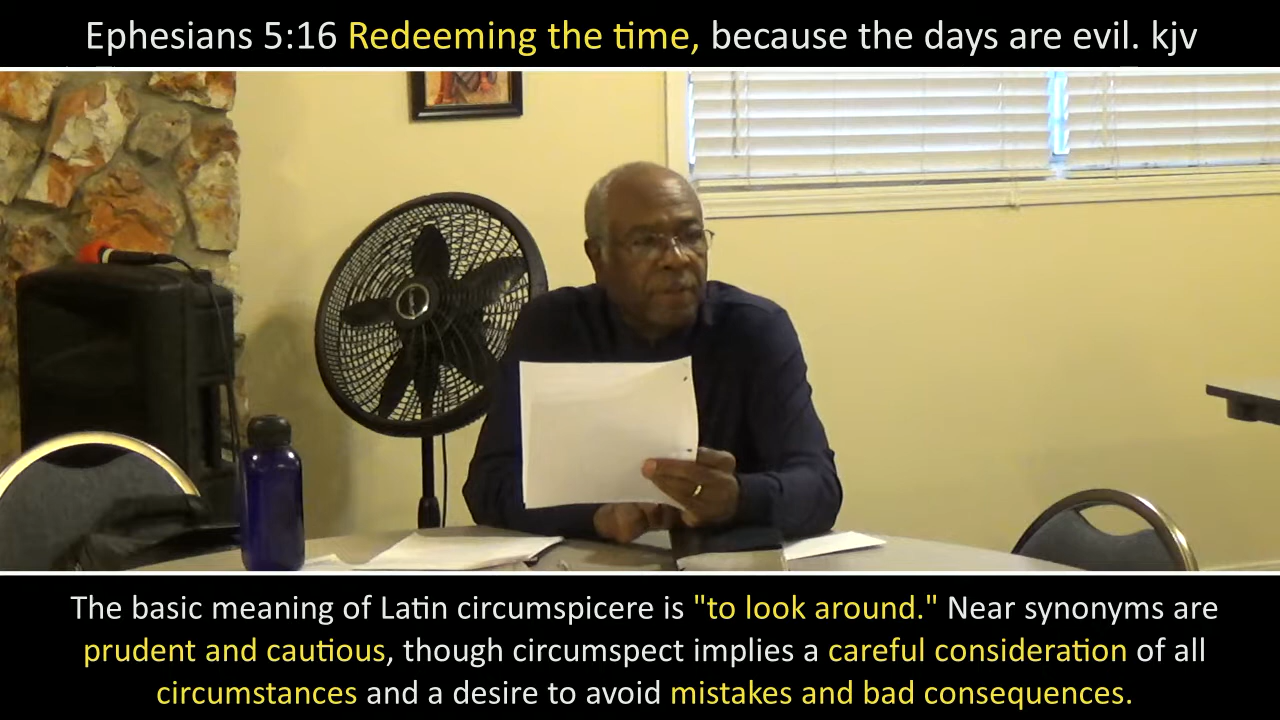 Ephesians 5:16 Redeeming the time, because the days are evil. kjv
The basic meaning of Latin circumspicere is "to look around." Near synonyms are
prudent and cautious, though circumspect implies a careful consideration of all
circumstances and a desire to avoid mistakes and bad consequences.